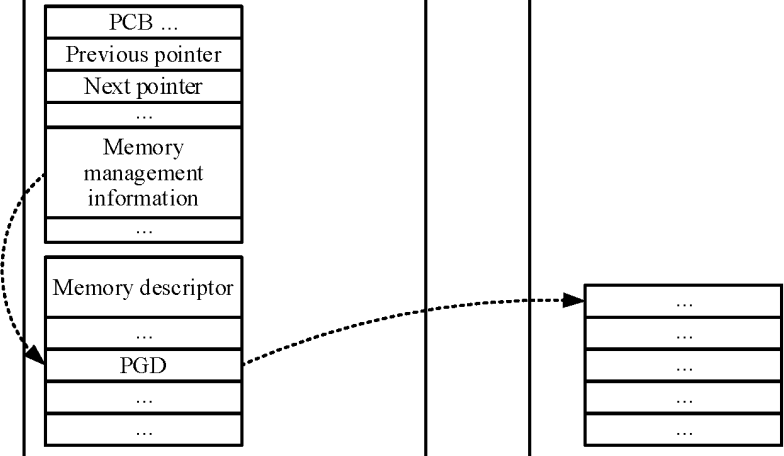 PCB ...
Previous pointer
Next pointer
...
Memory
management
information
...
Memory descriptor
...
PGD
...
...
...
...
...
...
...